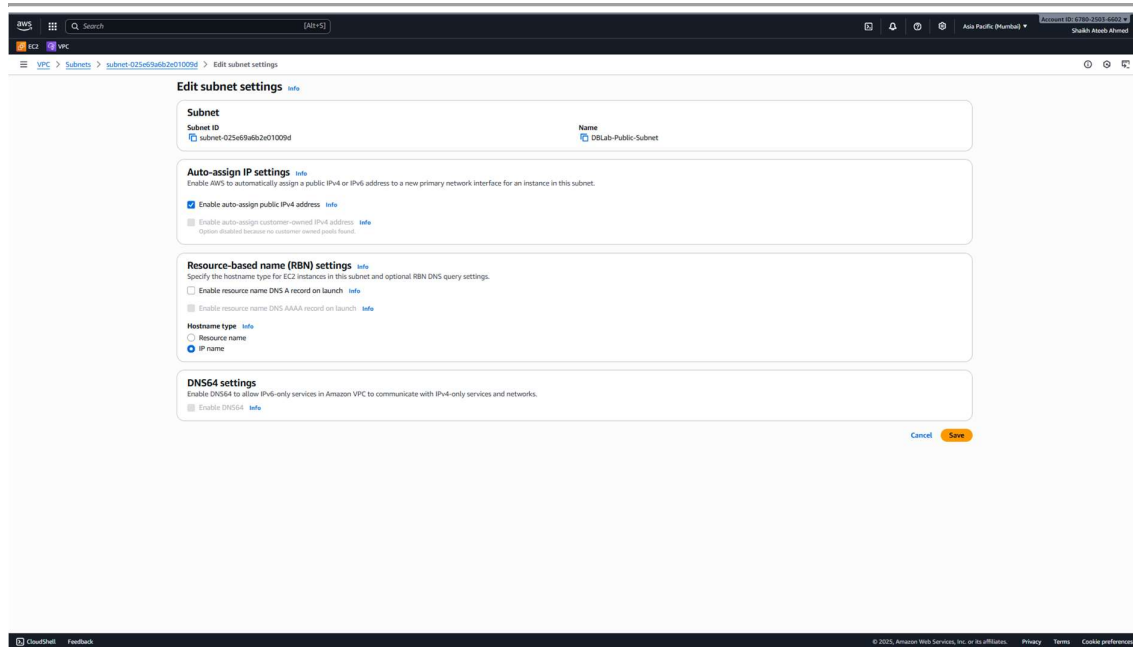 aws
Search [Alt+S]
Asia Pacific (Mumbai) ▼
Account ID: 6780-2503-6602 ▼
Shaikh Ateeb Ahmed
EC2 VPC
VPC > Subnets > subnet-025e69a6b2e01009d > Edit subnet settings
Edit subnet settings Info
Subnet
Subnet ID Name
subnet-025e69a6b2e01009d DBLab-Public-Subnet
Auto-assign IP settings Info
Enable AWS to automatically assign a public IPv4 or IPv6 address to a new primary network interface for an instance in this subnet.
Enable auto-assign public IPv4 address Info
Enable auto-assign customer-owned IPv4 address Info
Option disabled because no customer owned pools found.
Resource-based name (RBN) settings Info
Specify the hostname type for EC2 instances in this subnet and optional RBN DNS query settings.
Enable resource name DNS A record on launch Info
Enable resource name DNS AAAA record on launch Info
Hostname type Info
Resource name
IP name
DNS64 settings
Enable DNS64 to allow IPv6-only services in Amazon VPC to communicate with IPv4-only services and networks.
Enable DNS64 Info
Cancel Save
CloudShell Feedback © 2025, Amazon Web Services, Inc. or its affiliates. Privacy Terms Cookie preferences